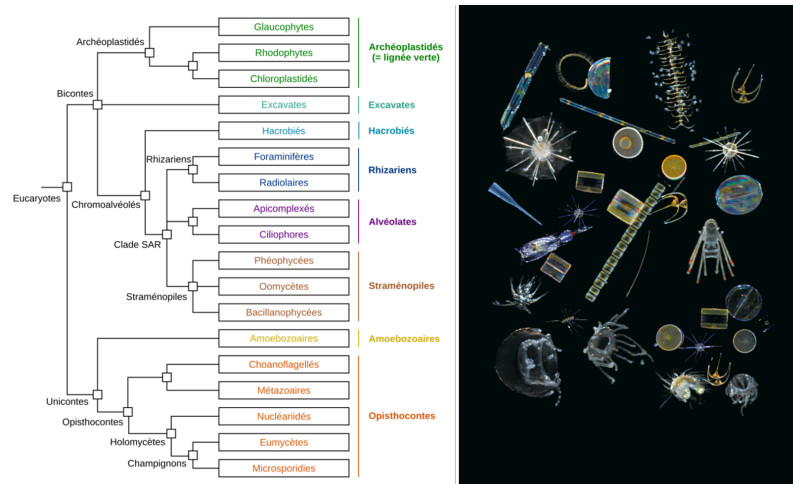 Glaucophytes
Archéoplastidés
Rhodophytes
Archéoplastidés
(= lignée verte)
Chloroplastidés
Bicontes
Excavates
Excavates
Hacrobiés
Hacrobiés
Rhizariens
Foraminifères
Rhizariens
Radiolaires
Eucaryotes
Chromoalvéolés
Apicomplexés
Alvéolates
Ciliophores
Clade SAR
Phéophycées
Oomycètes
Straménopiles
Straménopiles
Bacillanophycées
Amoebozoaires
Amoebozoaires
Choanoflagellés
Métazoaires
Unicontes
Nucléariidés
Opisthocontes
Opisthocontes
Holomycètes
Eumycètes
Champignons
Microsporidies